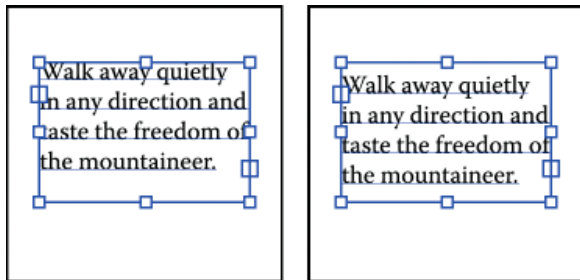 Walk away quietly
in any direction and
taste the freedom of
the mountaineer.
Walk away quietly
in any direction and
taste the freedom of
the mountaineer.